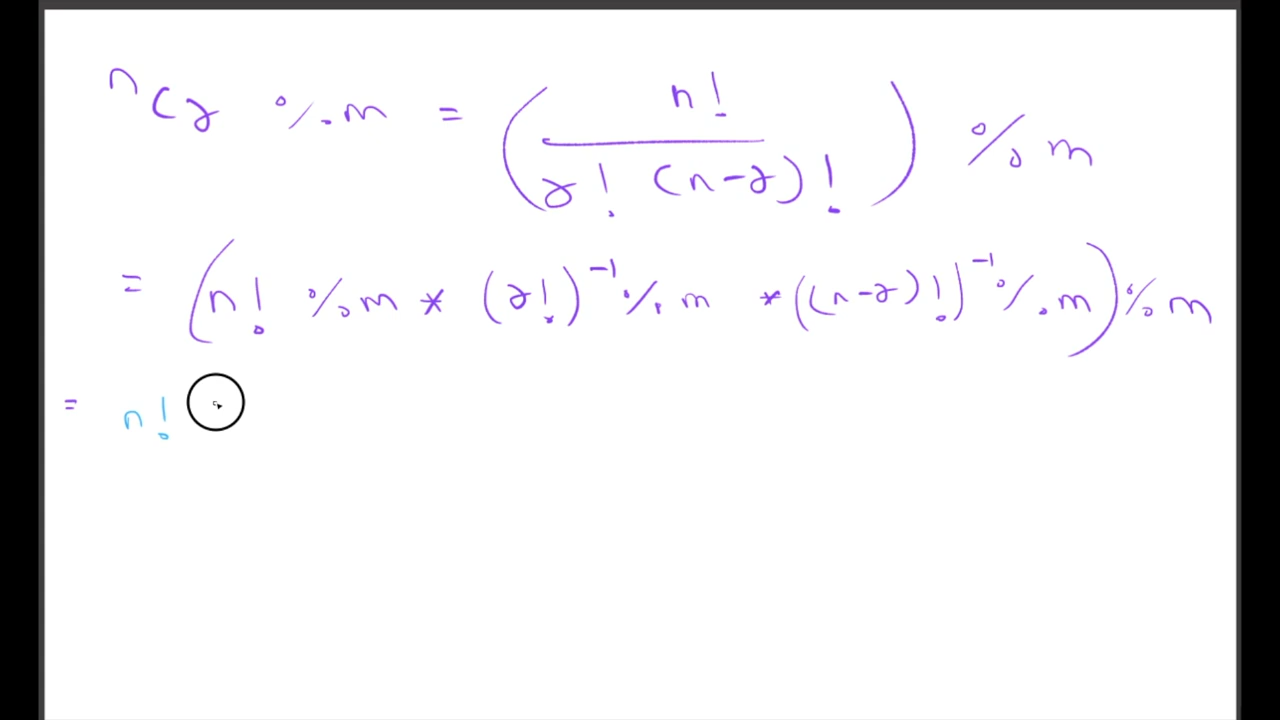 ⁿCr % m = ( n! / r! (n-r)! ) % m
= ( n! % m * (r!)⁻¹ % m * ((n-r)!)⁻¹ % m ) % m
= n!